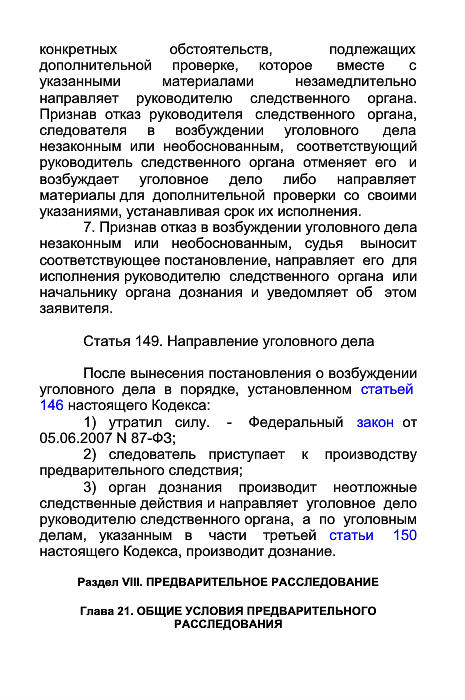 конкретных обстоятельств, подлежащих
дополнительной проверке, которое вместе с
указанными материалами незамедлительно
направляет руководителю следственного органа.
Признав отказ руководителя следственного органа,
следователя в возбуждении уголовного дела
незаконным или необоснованным, соответствующий
руководитель следственного органа отменяет его и
возбуждает уголовное дело либо направляет
материалы для дополнительной проверки со своими
указаниями, устанавливая срок их исполнения.
7. Признав отказ в возбуждении уголовного дела
незаконным или необоснованным, судья выносит
соответствующее постановление, направляет его для
исполнения руководителю следственного органа или
начальнику органа дознания и уведомляет об этом
заявителя.
Статья 149. Направление уголовного дела
После вынесения постановления о возбуждении
уголовного дела в порядке, установленном статьей
146 настоящего Кодекса:
1) утратил силу. - Федеральный закон от
05.06.2007 N 87-ФЗ;
2) следователь приступает к производству
предварительного следствия;
3) орган дознания производит неотложные
следственные действия и направляет уголовное дело
руководителю следственного органа, а по уголовным
делам, указанным в части третьей статьи 150
настоящего Кодекса, производит дознание.
Раздел VIII. ПРЕДВАРИТЕЛЬНОЕ РАССЛЕДОВАНИЕ
Глава 21. ОБЩИЕ УСЛОВИЯ ПРЕДВАРИТЕЛЬНОГО
РАССЛЕДОВАНИЯ